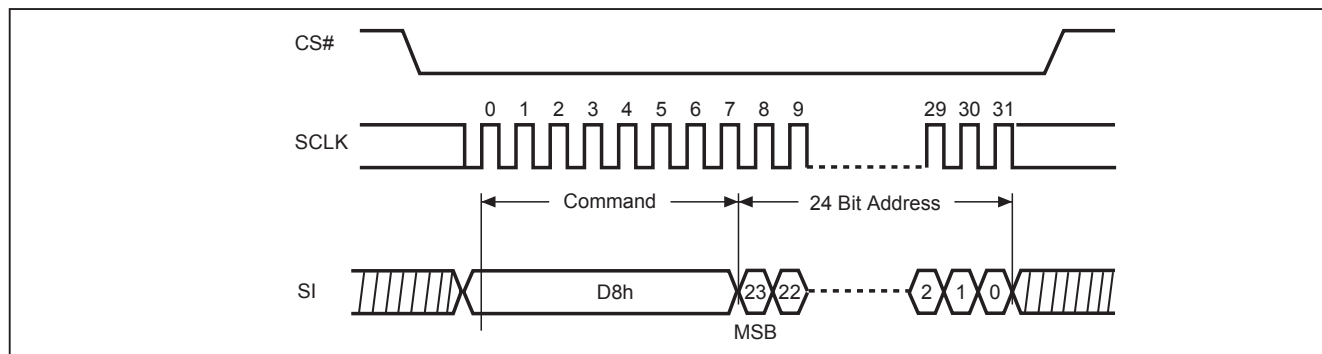 CS#
0 1 2 3 4 5 6 7 8 9 29 30 31
SCLK
Command 24 Bit Address
SI D8h 23 22 2 1 0
MSB